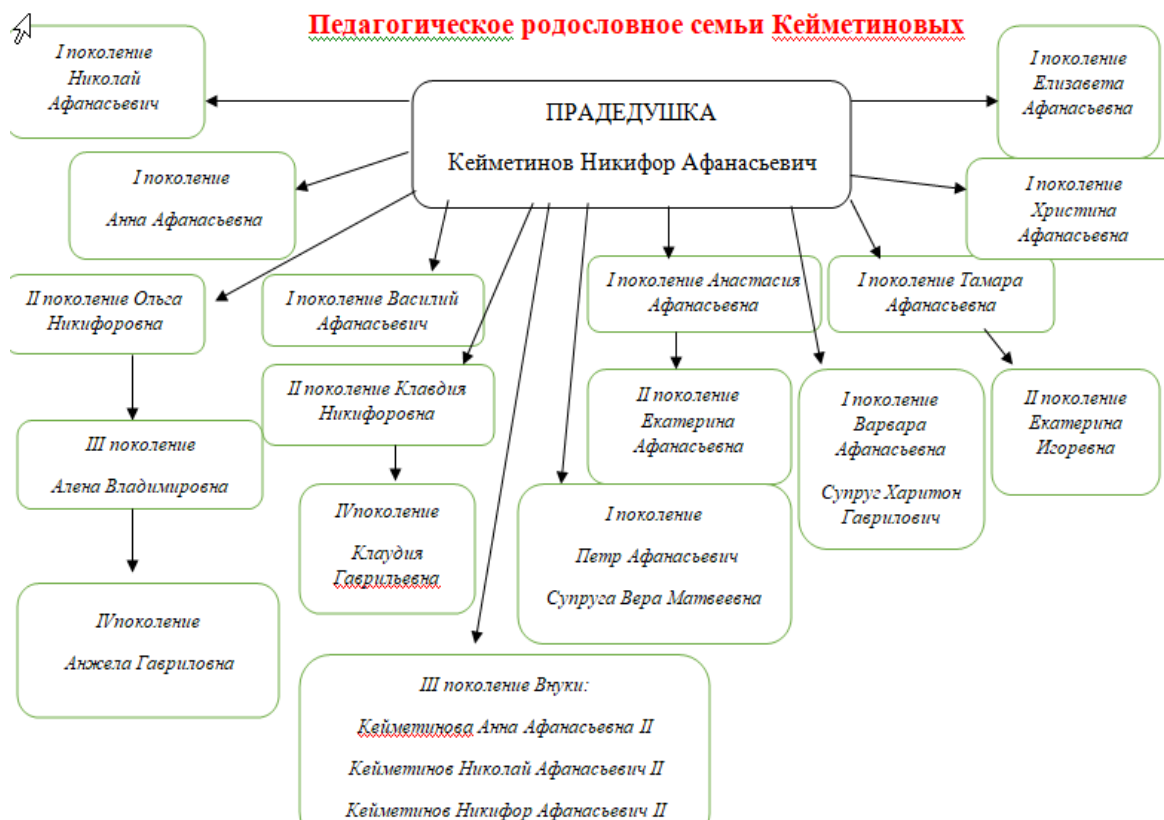 Педагогическое родословное семьи Кейметиновых
I поколение
Николай
Афанасьевич
ПРАДЕДУШКА
Кейметинов Никифор Афанасьевич
I поколение
Елизавета
Афанасьевна
I поколение
Анна Афанасьевна
I поколение
Христина
Афанасьевна
II поколение Ольга
Никифоровна
I поколение Василий
Афанасьевич
I поколение Анастасия
Афанасьевна
I поколение Тамара
Афанасьевна
II поколение Клавдия
Никифоровна
II поколение
Екатерина
Афанасьевна
I поколение
Варвара
Афанасьевна
Супруг Харитон
Гаврилович
II поколение
Екатерина
Игоревна
III поколение
Алена Владимировна
IVпоколение
Клаудия
Гаврильевна
I поколение
Петр Афанасьевич
Супруга Вера Матвеевна
IVпоколение
Анжела Гавриловна
III поколение Внуки:
Кейметинова Анна Афанасьевна II
Кейметинов Николай Афанасьевич II
Кейметинов Никифор Афанасьевич II